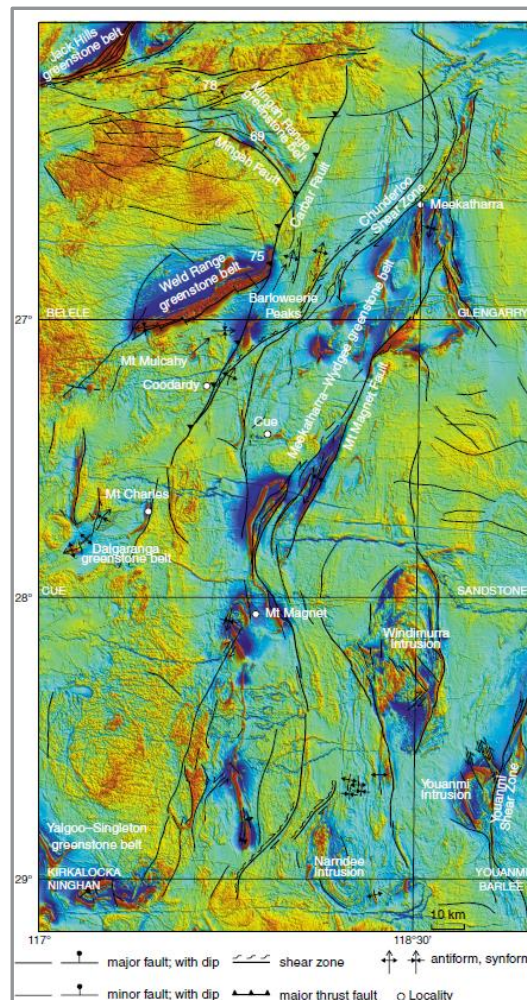 Jack Hills
greenstone belt
78
Mingah Range
greenstone belt
69
Mingah Fault
Carbar Fault
Chunderloo
Shear Zone
Meekatharra
75
Weld Range
greenstone belt
Barloweerie
Peaks
BELELE
27°
GLENGARRY
Mt Mulcahy
Coodardy
Meekatharra–Wydgee greenstone belt
Mt Magnet Fault
Cue
Mt Charles
Dalgaranga
greenstone belt
CUE
28°
SANDSTONE
Mt Magnet
Windimurra
Intrusion
Youanmi
Intrusion
Youanmi
Shear Zone
Yalgoo–Singleton
greenstone belt
Narndee
Intrusion
KIRKALOCKA
NINGHAN
29°
YOUANMI
BARLEE
10 km
117°
118°30'
major fault; with dip
shear zone
antiform, synform
minor fault; with dip
major thrust fault
Locality